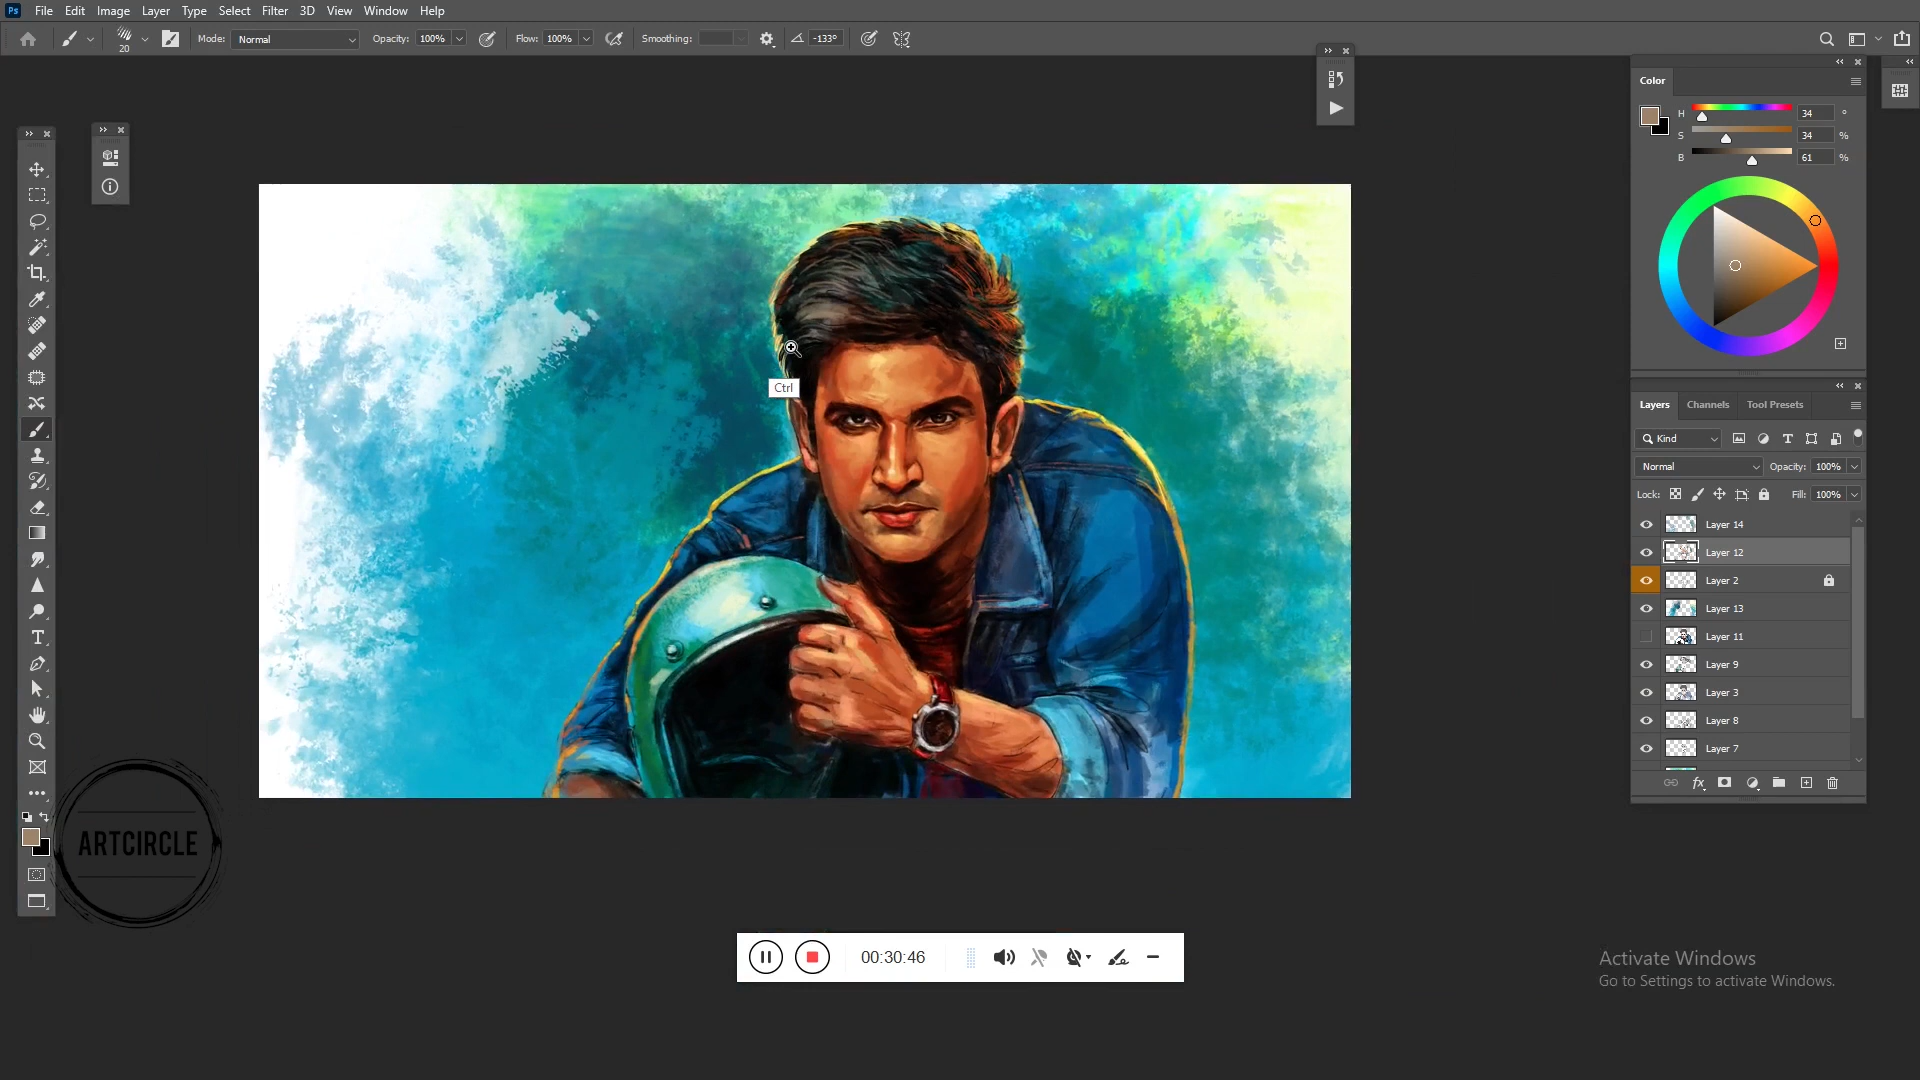 Ps File Edit Image Layer Type Select Filter 3D View Window Help
20 Mode: Normal Opacity: 100% Flow: 100% Smoothing: -133°
Color
H 34 °
S 34 %
B 61 %
Ctrl
Layers Channels Tool Presets
Kind
Normal Opacity: 100%
Lock: Fill: 100%
Layer 14
Layer 12
Layer 2
Layer 13
Layer 11
Layer 9
Layer 3
Layer 8
Layer 7
fx
ARTCIRCLE
00:30:46
Activate Windows
Go to Settings to activate Windows.